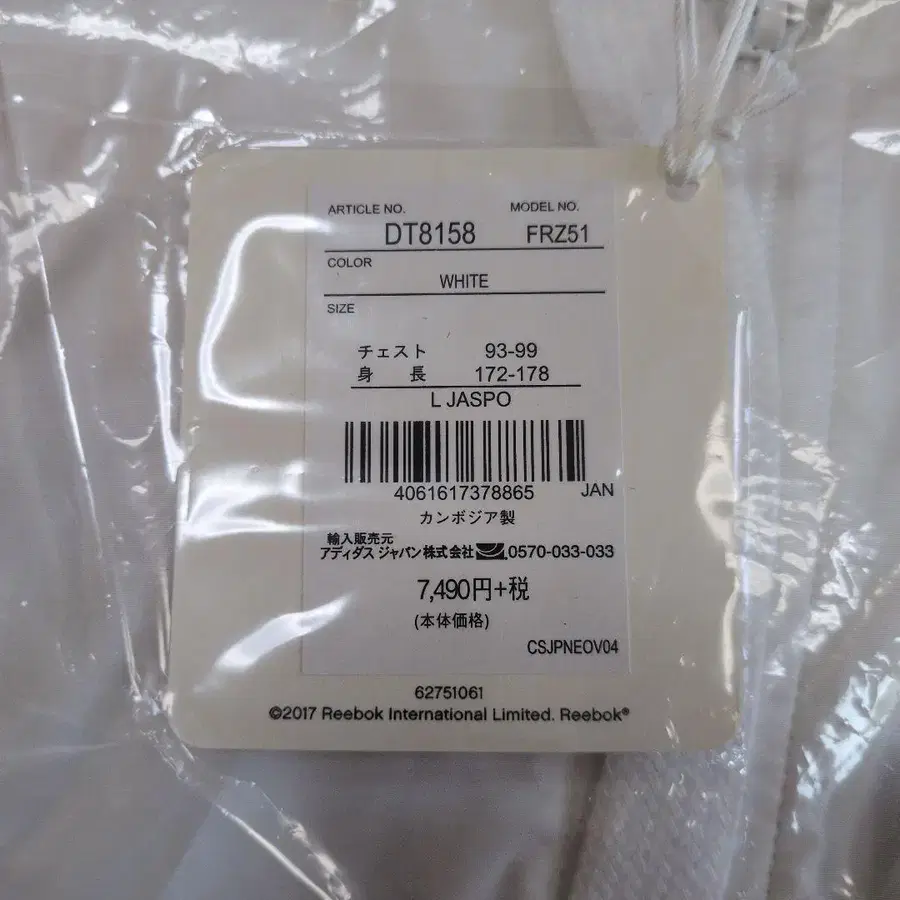 ARTICLE NO. MODEL NO.
DT8158 FRZ51
COLOR
WHITE
SIZE
チェスト 93-99
身長 172-178
L JASPO
4061617378865 JAN
カンボジア製
輸入販売元
アディダス ジャパン株式会社 0570-033-033
7,490円+税
(本体価格)
CSJPNEOV04
62751061
©2017 Reebok International Limited. Reebok®